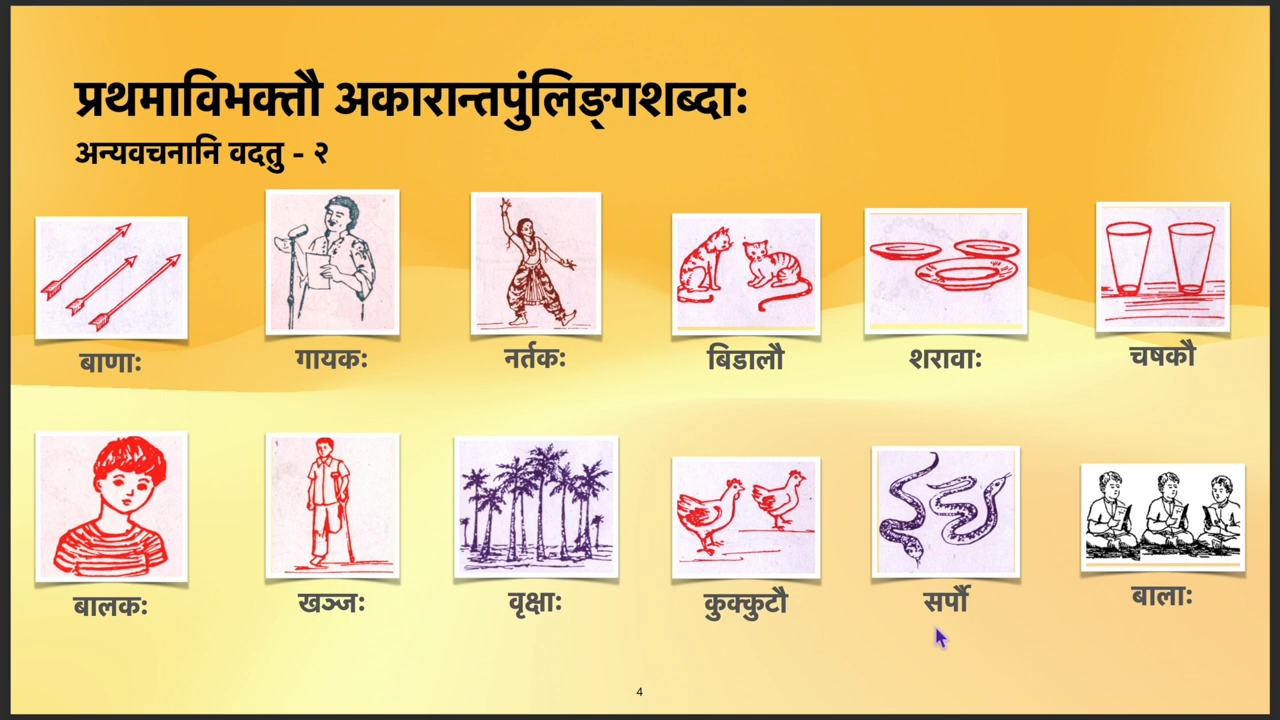 प्रथमाविभक्तौ अकारान्तपुंलिङ्गशब्दाः
अन्यवचनानि वदतु - २
बाणाः गायकः नर्तकः बिडालौ शरावाः चषकौ
बालकः खञ्जः वृक्षाः कुक्कुटौ सर्पौ बालाः
4